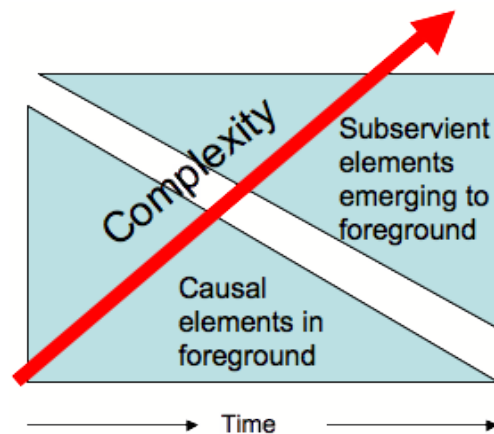 Complexity
Subservient
elements
emerging to
foreground
Causal
elements in
foreground
Time